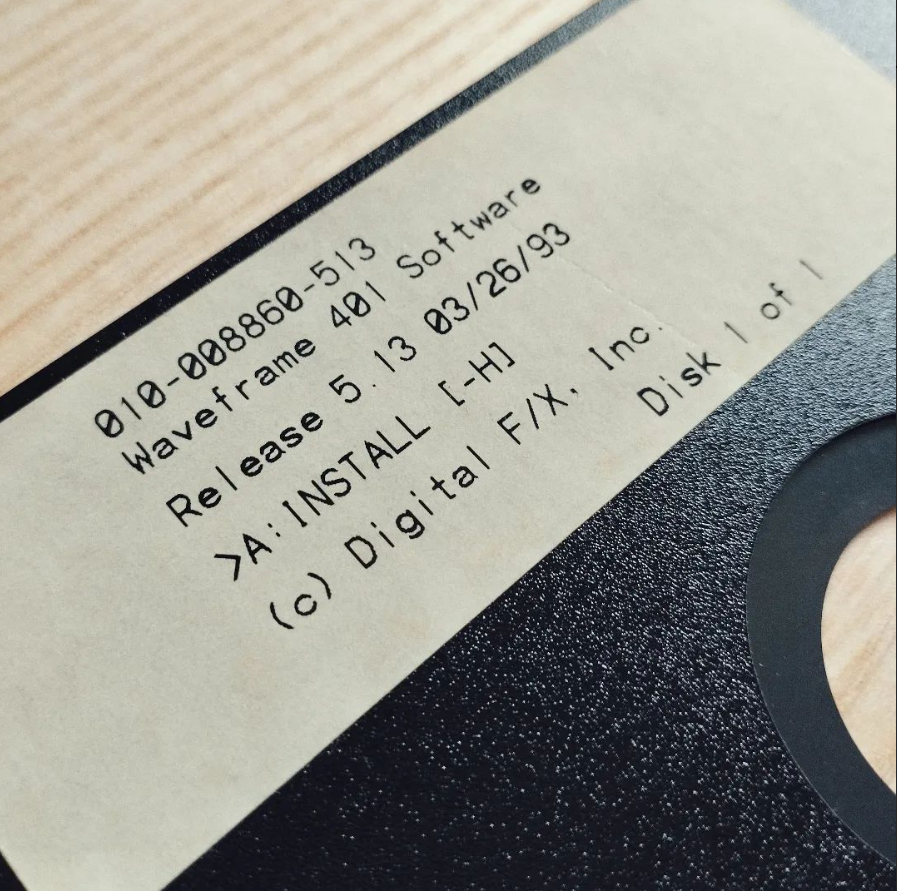 010-008860-513
Waveframe 401 Software
Release 5.13 03/26/93
>A:INSTALL [-H]
(c) Digital F/X, Inc.
Disk 1 of 1